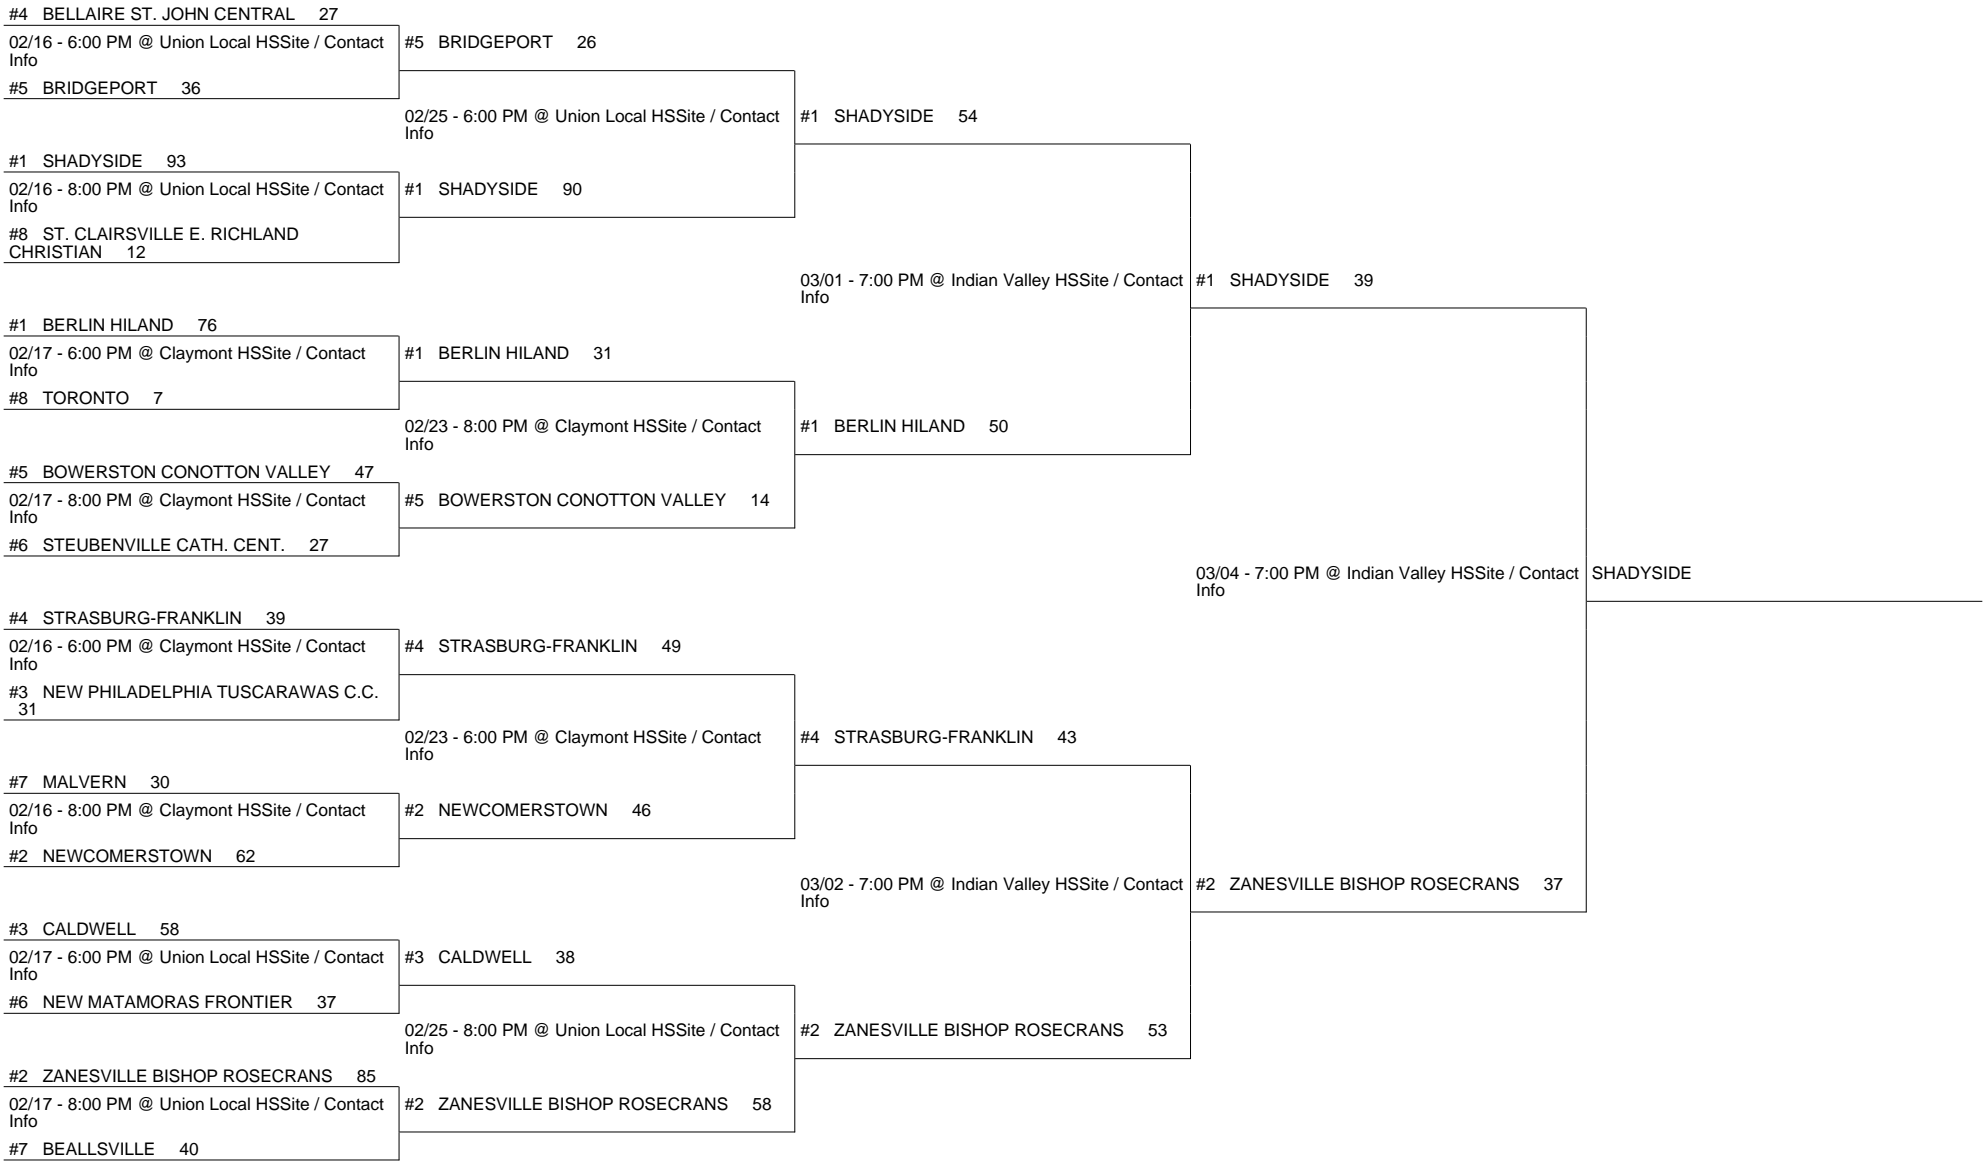 #4 BELLAIRE ST. JOHN CENTRAL 27
02/16 - 6:00 PM @ Union Local HSSite / Contact
Info
#5 BRIDGEPORT 36
#1 SHADYSIDE 93
02/16 - 8:00 PM @ Union Local HSSite / Contact
Info
#8 ST. CLAIRSVILLE E. RICHLAND
CHRISTIAN 12
#1 BERLIN HILAND 76
02/17 - 6:00 PM @ Claymont HSSite / Contact
Info
#8 TORONTO 7
#5 BOWERSTON CONOTTON VALLEY 47
02/17 - 8:00 PM @ Claymont HSSite / Contact
Info
#6 STEUBENVILLE CATH. CENT. 27
#4 STRASBURG-FRANKLIN 39
02/16 - 6:00 PM @ Claymont HSSite / Contact
Info
#3 NEW PHILADELPHIA TUSCARAWAS C.C.
31
#7 MALVERN 30
02/16 - 8:00 PM @ Claymont HSSite / Contact
Info
#2 NEWCOMERSTOWN 62
#3 CALDWELL 58
02/17 - 6:00 PM @ Union Local HSSite / Contact
Info
#6 NEW MATAMORAS FRONTIER 37
#2 ZANESVILLE BISHOP ROSECRANS 85
02/17 - 8:00 PM @ Union Local HSSite / Contact
Info
#7 BEALLSVILLE 40
#5 BRIDGEPORT 26
02/25 - 6:00 PM @ Union Local HSSite / Contact
Info
#1 SHADYSIDE 90
#1 BERLIN HILAND 31
02/23 - 8:00 PM @ Claymont HSSite / Contact
Info
#5 BOWERSTON CONOTTON VALLEY 14
#4 STRASBURG-FRANKLIN 49
02/23 - 6:00 PM @ Claymont HSSite / Contact
Info
#2 NEWCOMERSTOWN 46
#3 CALDWELL 38
02/25 - 8:00 PM @ Union Local HSSite / Contact
Info
#2 ZANESVILLE BISHOP ROSECRANS 58
#1 SHADYSIDE 54
03/01 - 7:00 PM @ Indian Valley HSSite / Contact
Info
#1 BERLIN HILAND 50
#4 STRASBURG-FRANKLIN 43
03/02 - 7:00 PM @ Indian Valley HSSite / Contact
Info
#2 ZANESVILLE BISHOP ROSECRANS 53
#1 SHADYSIDE 39
03/04 - 7:00 PM @ Indian Valley HSSite / Contact
Info
#2 ZANESVILLE BISHOP ROSECRANS 37
SHADYSIDE